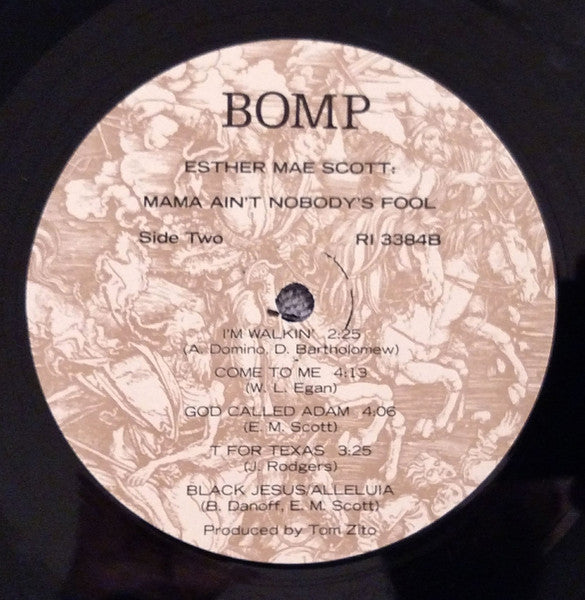 BOMP
ESTHER MAE SCOTT:
MAMA AIN'T NOBODY'S FOOL
Side Two RI 3384B
I'M WALKIN' 2:25
(A. Domino, D. Bartholomew)
COME TO ME 4:13
(W. L. Egan)
GOD CALLED ADAM 4:06
(E. M. Scott)
T FOR TEXAS 3:25
(J. Rodgers)
BLACK JESUS/ALLELUIA
(B. Danoff, E. M. Scott)
Produced by Tom Zito